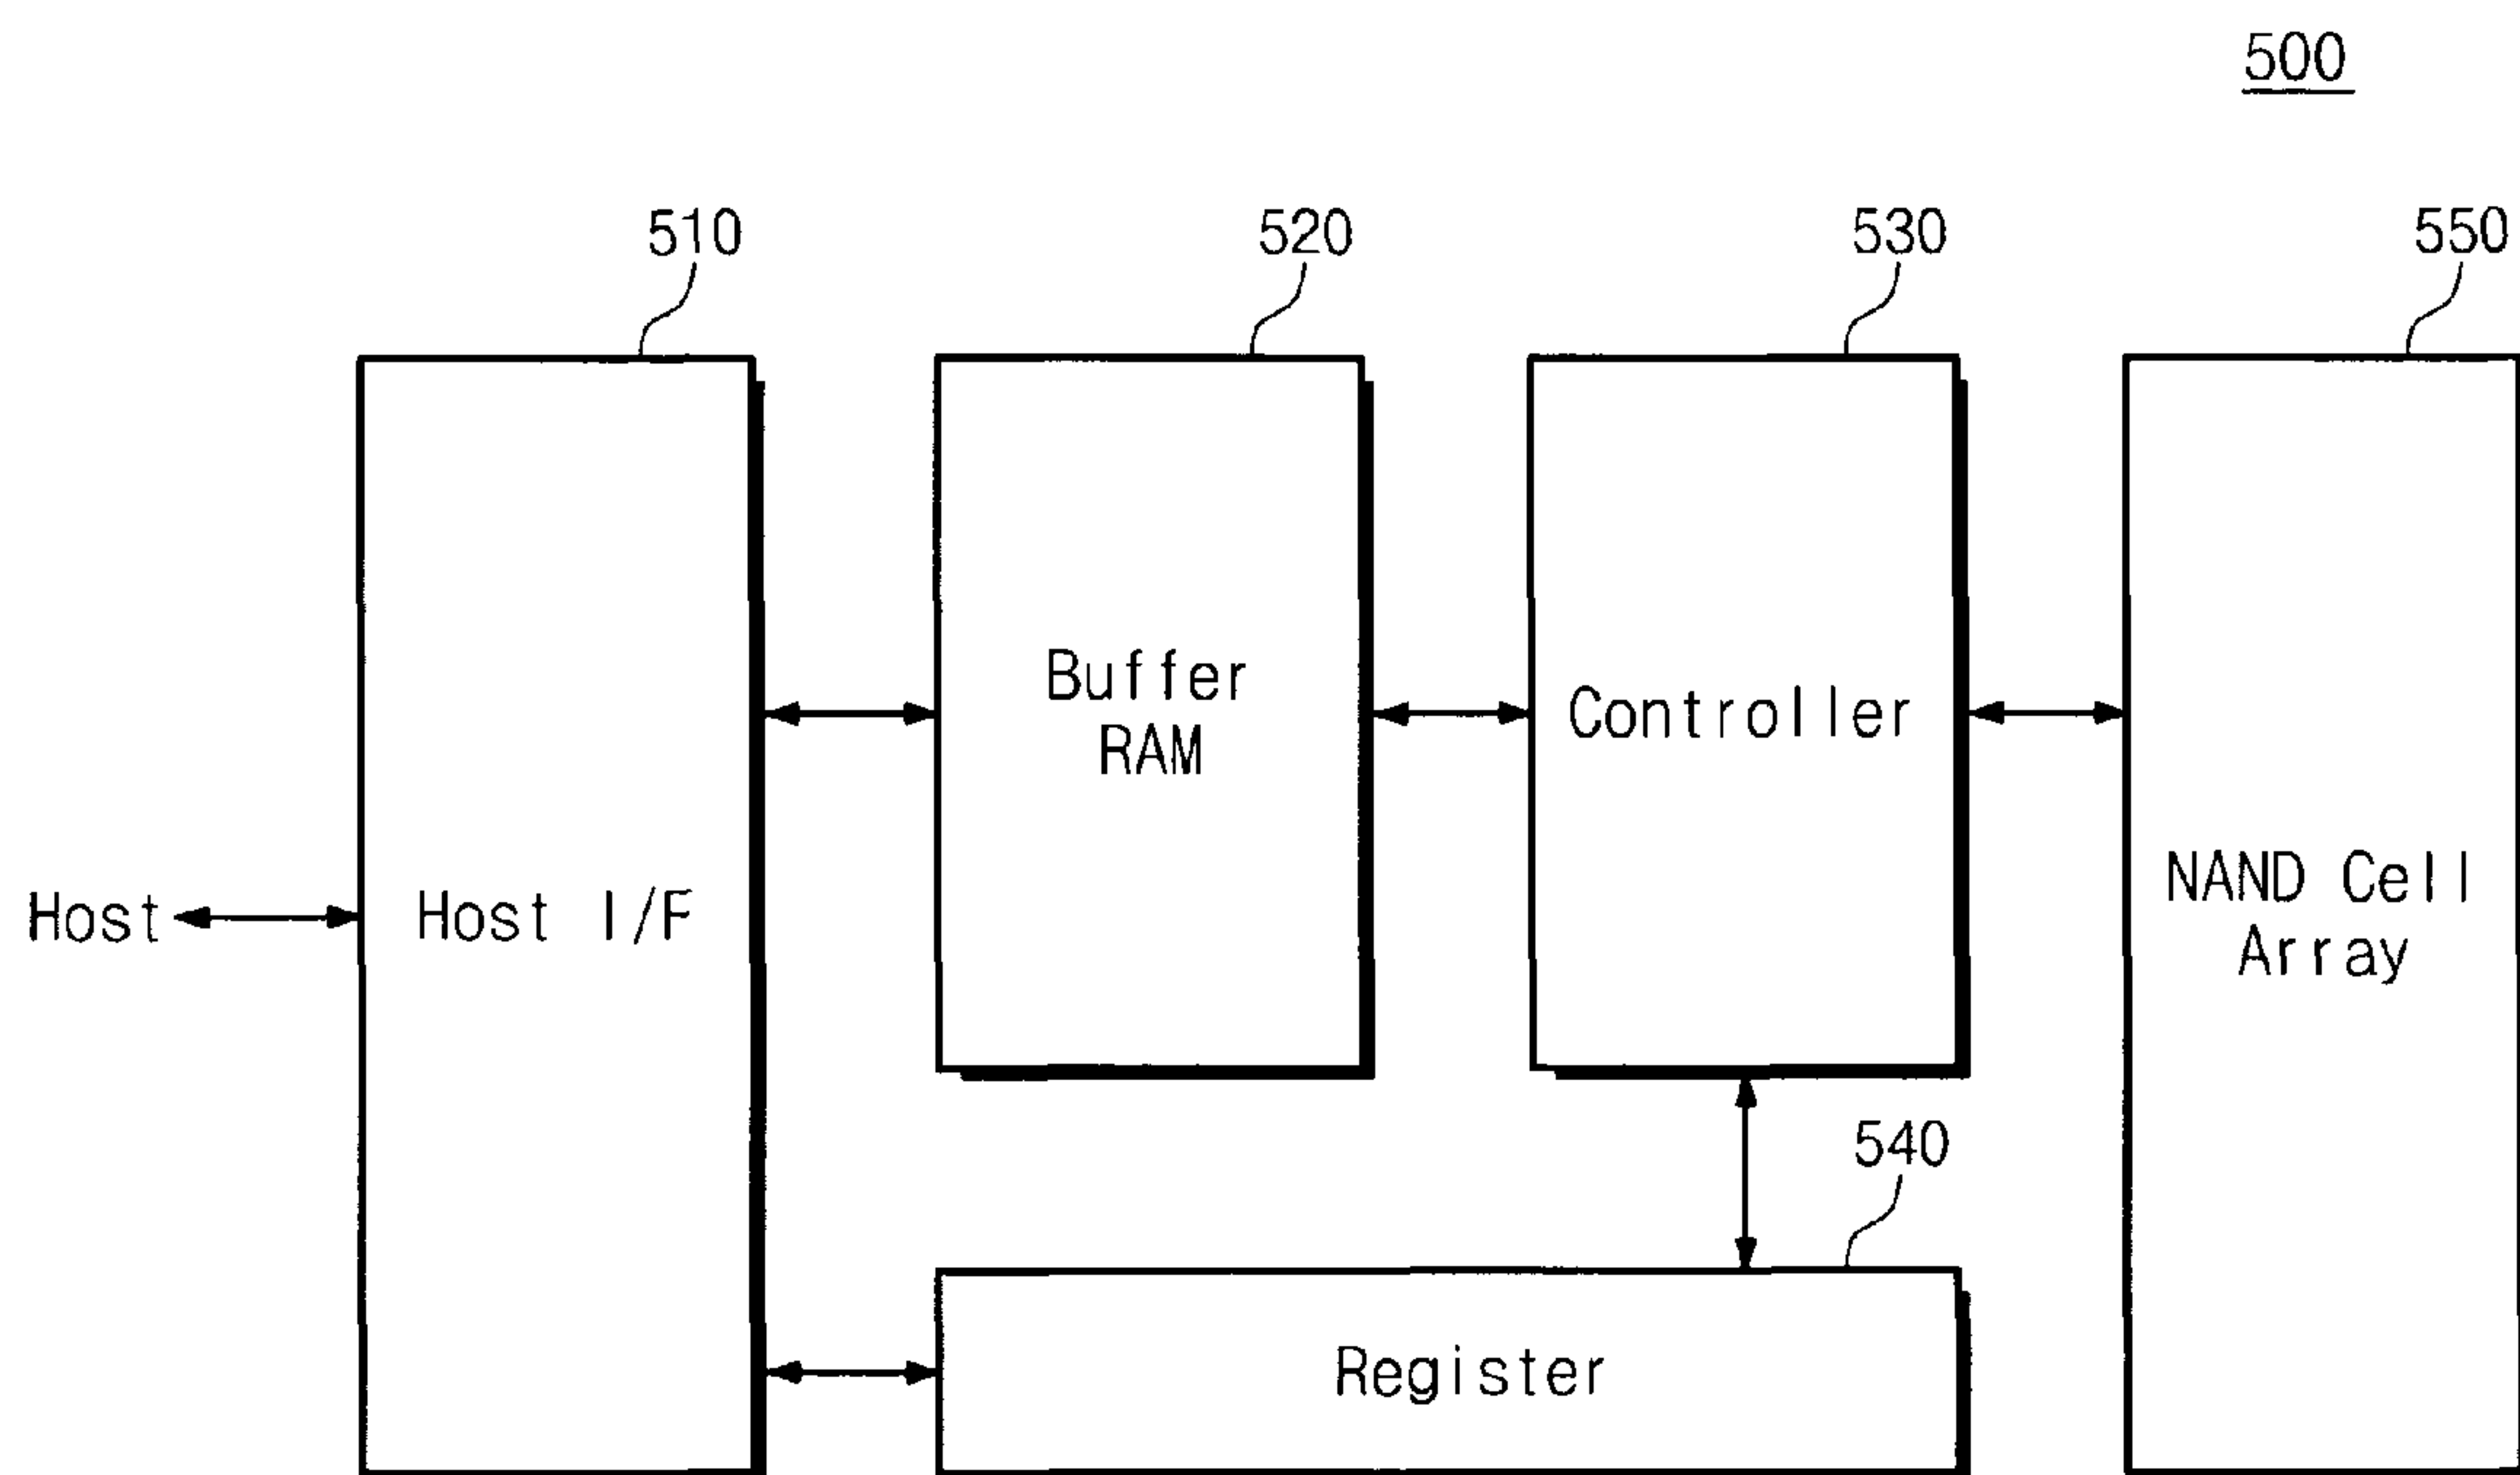 500
510
520
530
550
Buffer
RAM
Controller
Host
Host I/F
NAND Cell
Array
540
Register